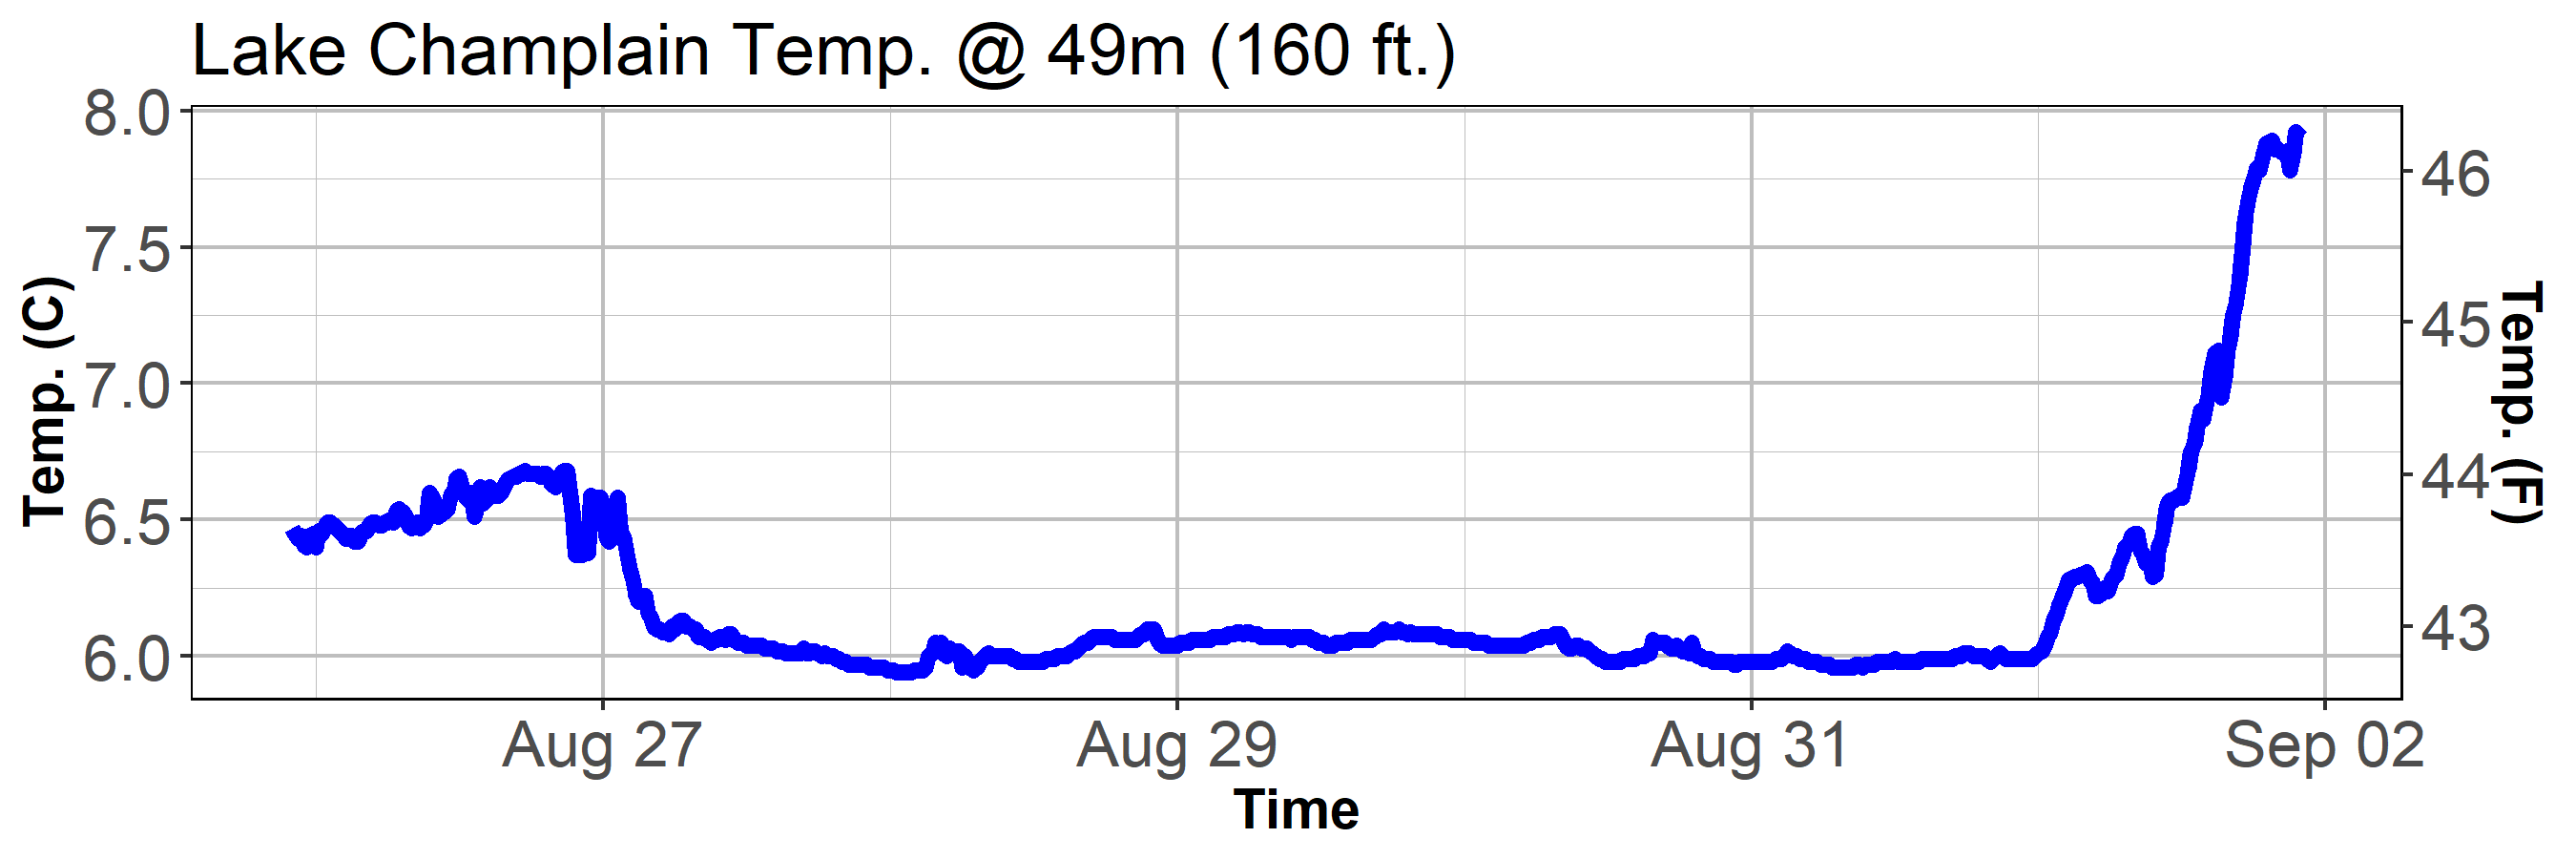 Lake Champlain Temp. @ 49m (160 ft.)
8.0
7.5
7.0
6.5
6.0
Temp. (C)
46
45
44
43
Temp. (F)
Aug 27 Aug 29 Aug 31 Sep 02
Time